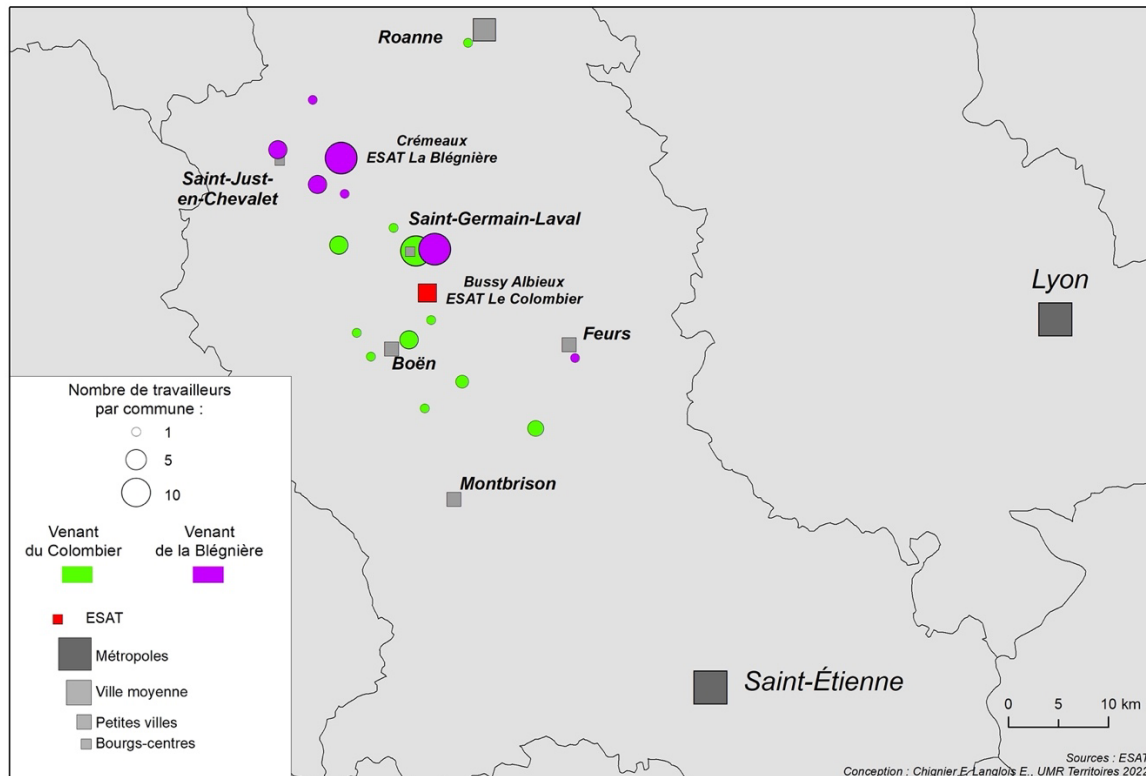 Roanne
Crémeaux
ESAT La Blégnière
Saint-Just-
en-Chevalet
Saint-Germain-Laval
Bussy Albieux
ESAT Le Colombier
Lyon
Feurs
Boën
Montbrison
Saint-Étienne
Nombre de travailleurs
par commune :
1
5
10
Venant
du Colombier
Venant
de la Blégnière
ESAT
Métropoles
Ville moyenne
Petites villes
Bourgs-centres
0 5 10 km
Sources : ESAT
Conception : Chignier F. Langlois E., UMR Territoires 2022